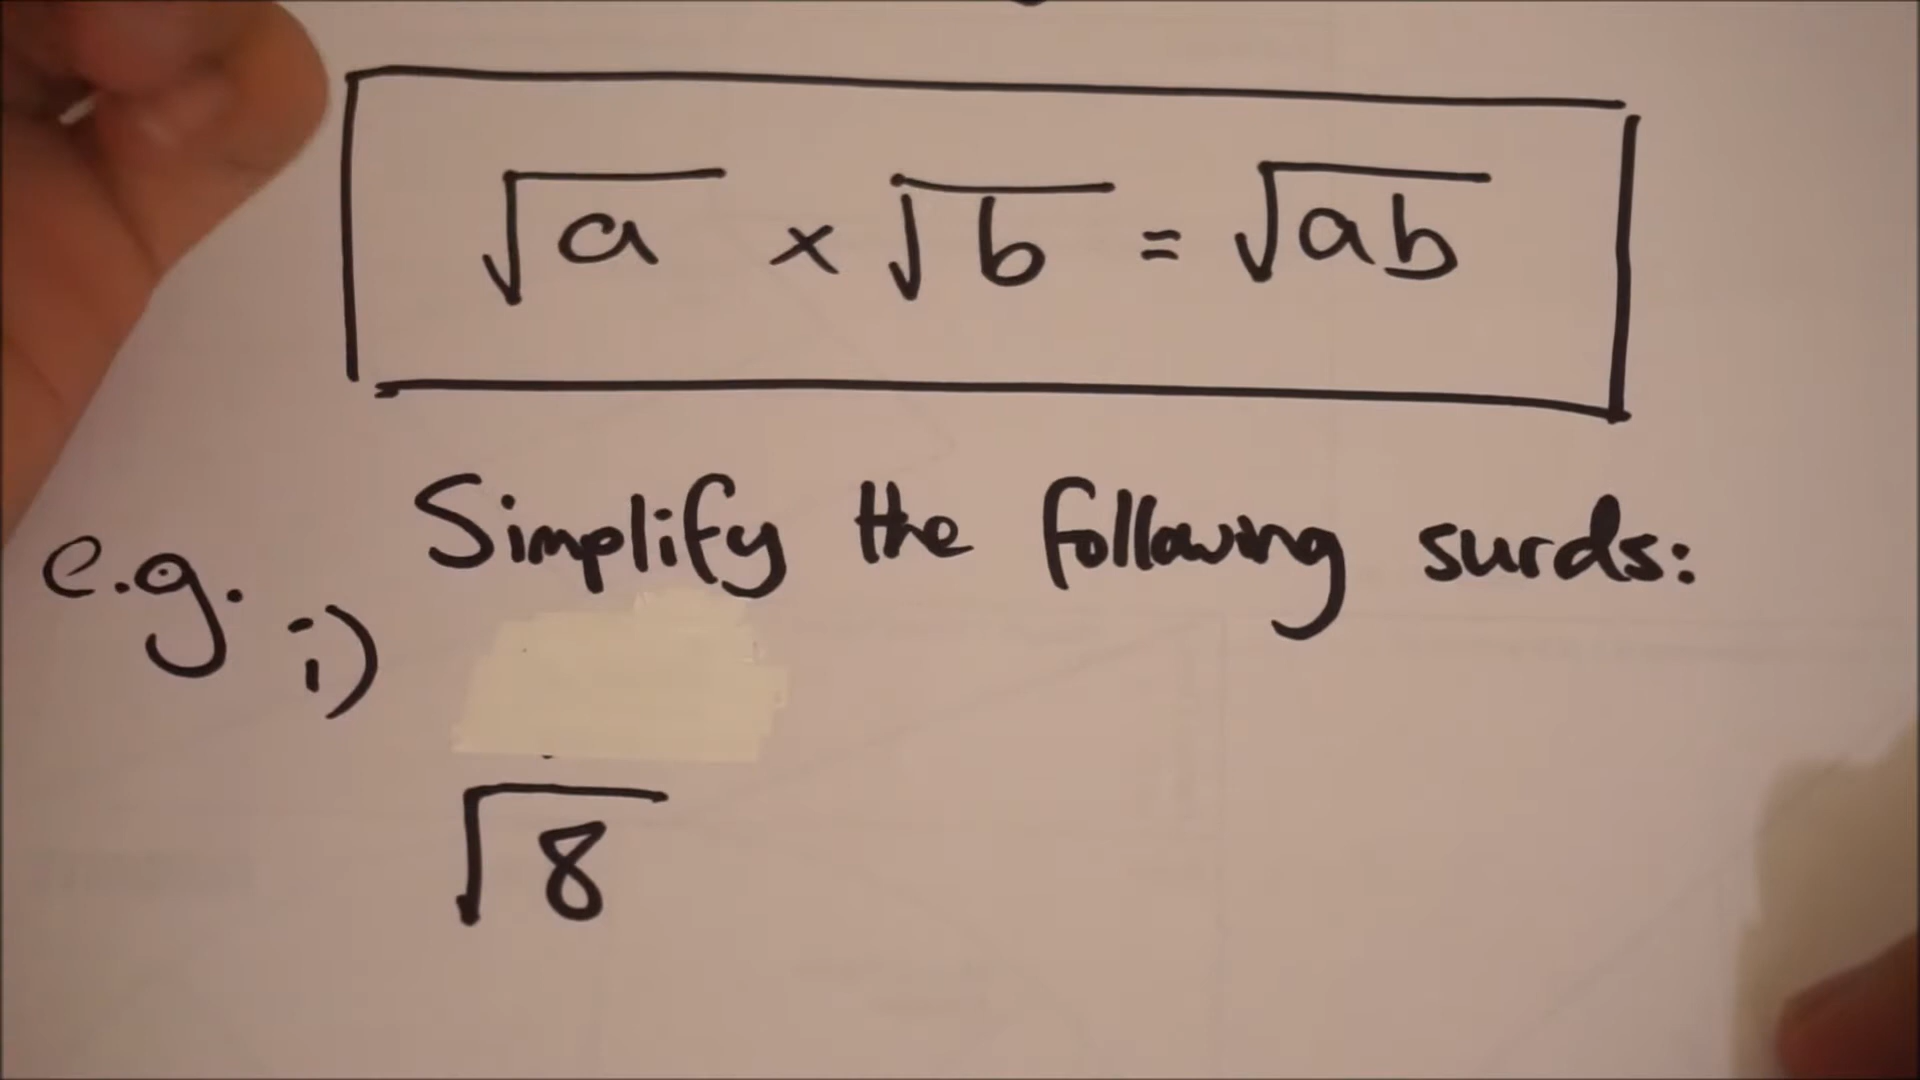 √a × √b = √ab
Simplify the following surds:
e.g. i)
√8